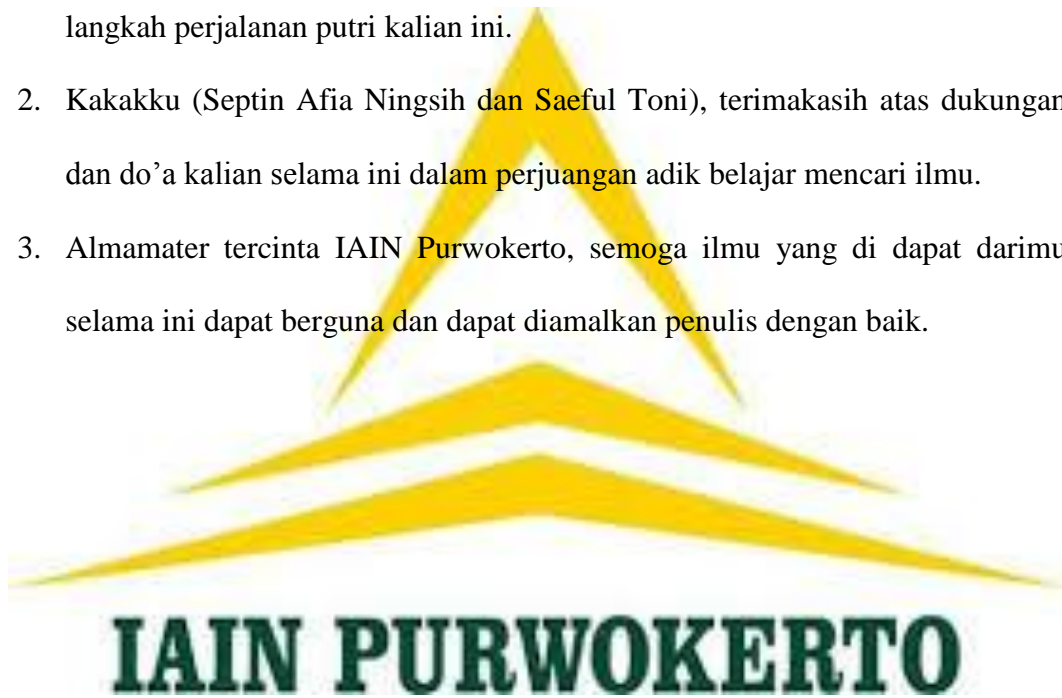 langkah perjalanan putri kalian ini.
2. Kakakku (Septin Afia Ningsih dan Saeful Toni), terimakasih atas dukungan
dan do’a kalian selama ini dalam perjuangan adik belajar mencari ilmu.
3. Almamater tercinta IAIN Purwokerto, semoga ilmu yang di dapat darimu
selama ini dapat berguna dan dapat diamalkan penulis dengan baik.
IAIN PURWOKERTO